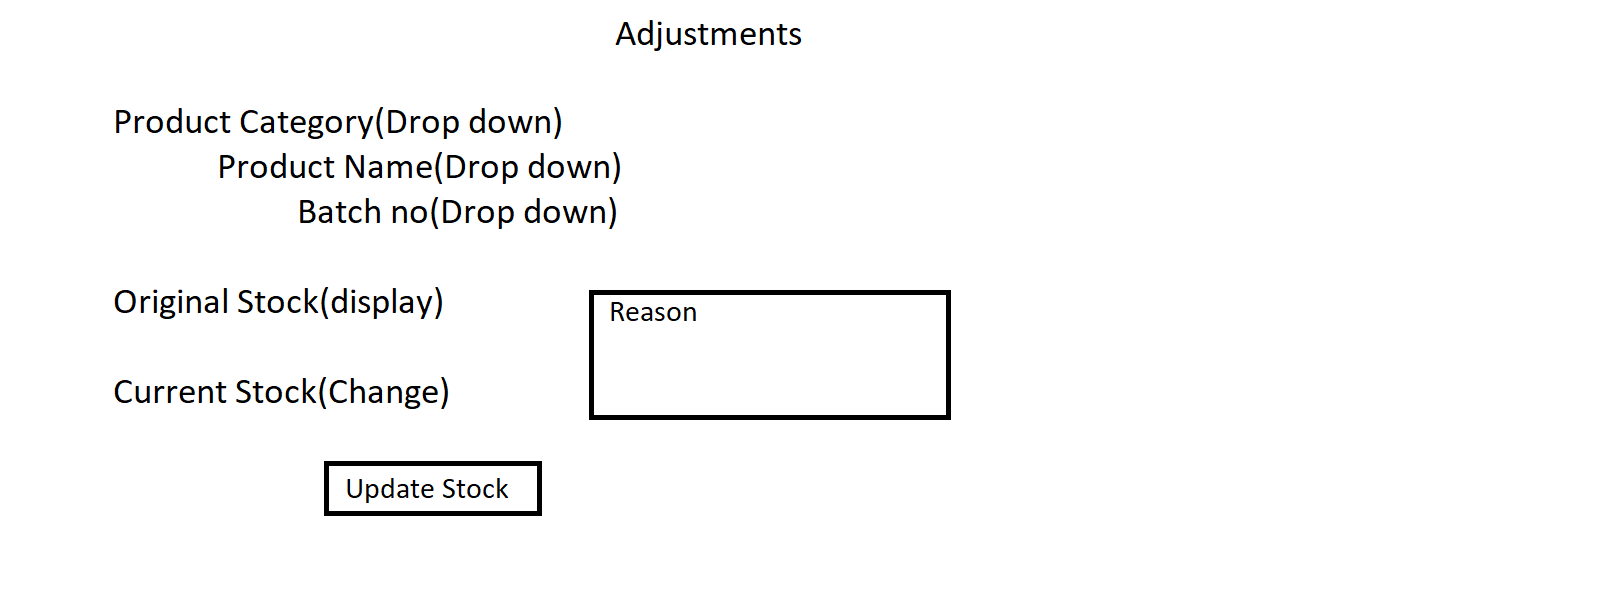 Adjustments
Product Category(Drop down)
Product Name(Drop down)
Batch no(Drop down)
Original Stock(display)
Reason
Current Stock(Change)
Update Stock